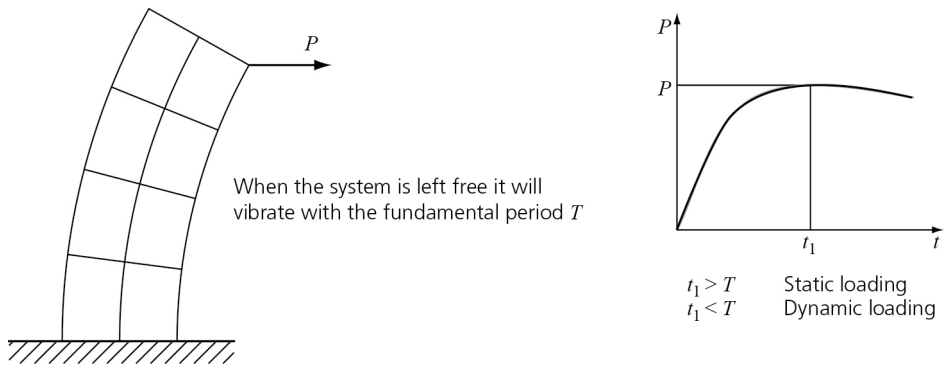 P
When the system is left free it will
vibrate with the fundamental period T
P
P
t₁
t
t₁ > T Static loading
t₁ < T Dynamic loading